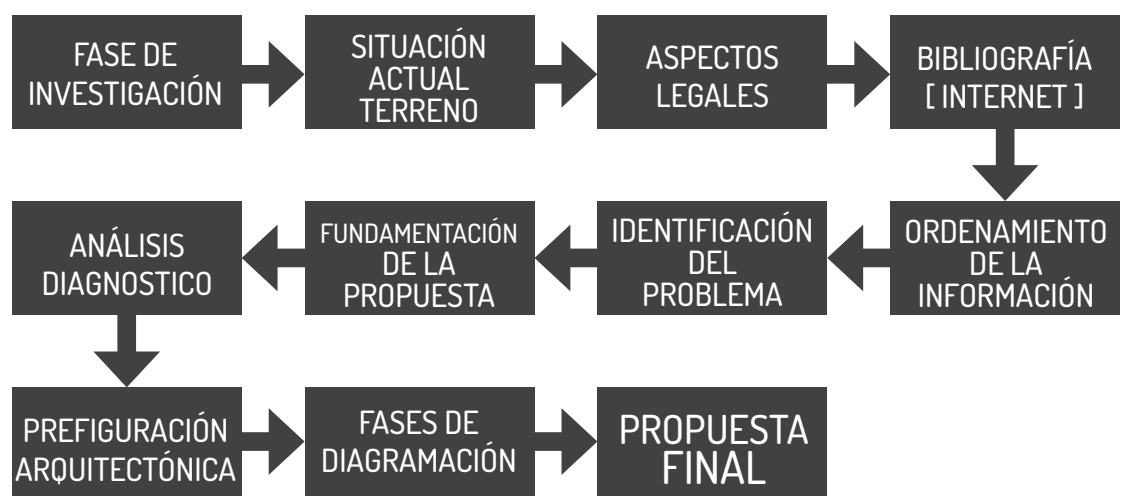 FASE DE
INVESTIGACIÓN
SITUACIÓN
ACTUAL
TERRENO
ASPECTOS
LEGALES
BIBLIOGRAFÍA
[ INTERNET ]
ORDENAMIENTO
DE LA
INFORMACIÓN
IDENTIFICACIÓN
DEL
PROBLEMA
FUNDAMENTACIÓN
DE LA
PROPUESTA
ANÁLISIS
DIAGNOSTICO
PREFIGURACIÓN
ARQUITECTÓNICA
FASES DE
DIAGRAMACIÓN
PROPUESTA
FINAL